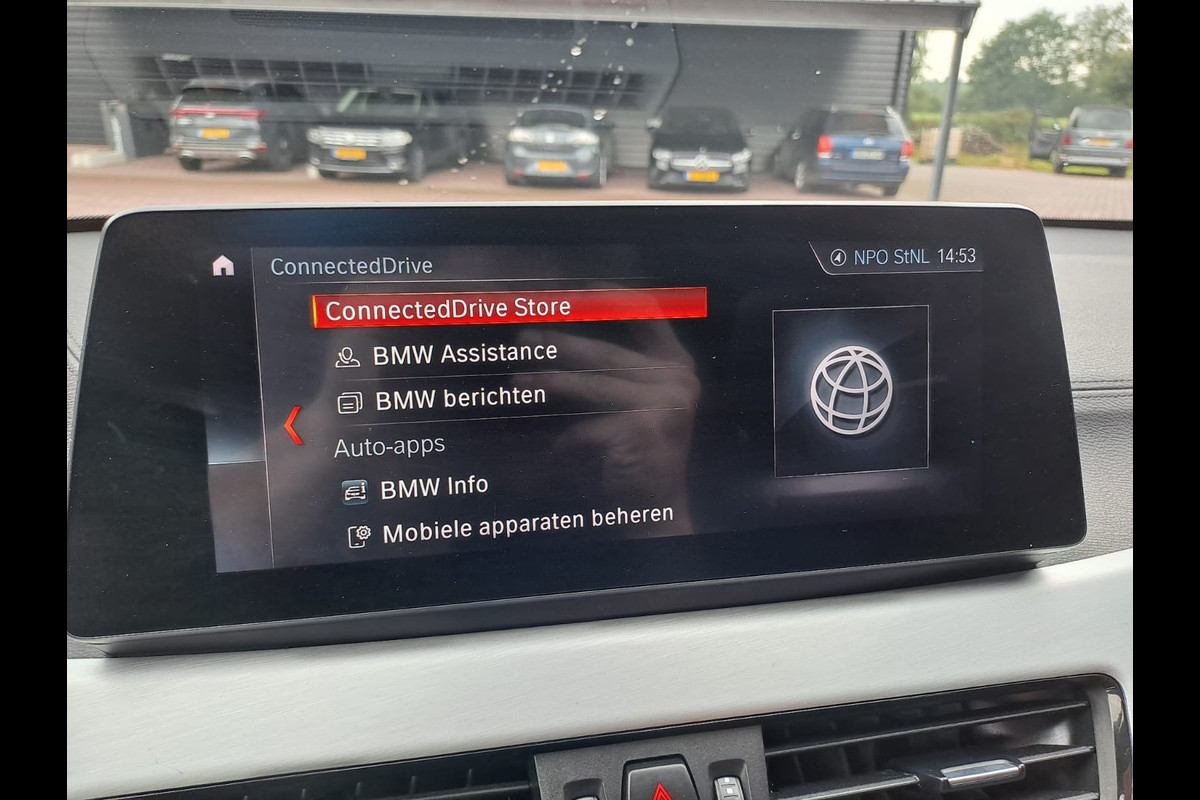 ConnectedDrive
NPO StNL 14:53
ConnectedDrive Store
BMW Assistance
BMW berichten
Auto-apps
BMW Info
Mobiele apparaten beheren